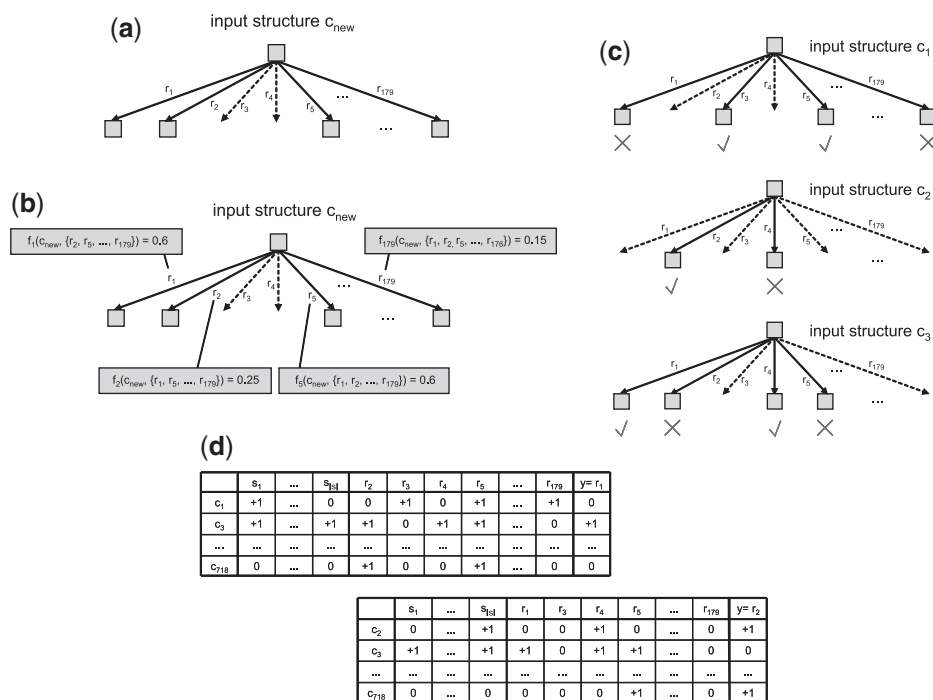 (a)
input structure c_new
r_1
r_2
r_3
r_4
r_5
...
r_179
...
(b)
input structure c_new
f_1(c_new, {r_2, r_5, ..., r_179}) = 0.6
f_179(c_new, {r_1, r_2, r_5, ..., r_176}) = 0.15
r_1
r_2
r_3
r_4
r_5
...
r_179
...
f_2(c_new, {r_1, r_5, ..., r_179}) = 0.25
f_5(c_new, {r_1, r_2, ..., r_179}) = 0.6
(c)
input structure c_1
r_1
r_2
r_3
r_4
r_5
...
r_179
...
input structure c_2
r_1
r_2
r_3
r_4
r_5
...
r_179
...
input structure c_3
r_1
r_2
r_3
r_4
r_5
...
r_179
...
(d)
s_1 ... s_|s| r_2 r_3 r_4 r_5 ... r_179 y= r_1
c_1 +1 ... 0 0 +1 0 +1 ... +1 0
c_3 +1 ... +1 +1 0 +1 +1 ... 0 +1
... ... ... ... ... ... ... ... ... ... ...
c_718 0 ... 0 +1 0 0 +1 ... 0 0
s_1 ... s_|s| r_1 r_3 r_4 r_5 ... r_179 y= r_2
c_2 0 ... +1 0 0 +1 0 ... 0 +1
c_3 +1 ... +1 +1 0 +1 +1 ... 0 0
... ... ... ... ... ... ... ... ... ... ...
c_718 0 ... 0 0 0 0 +1 ... 0 +1